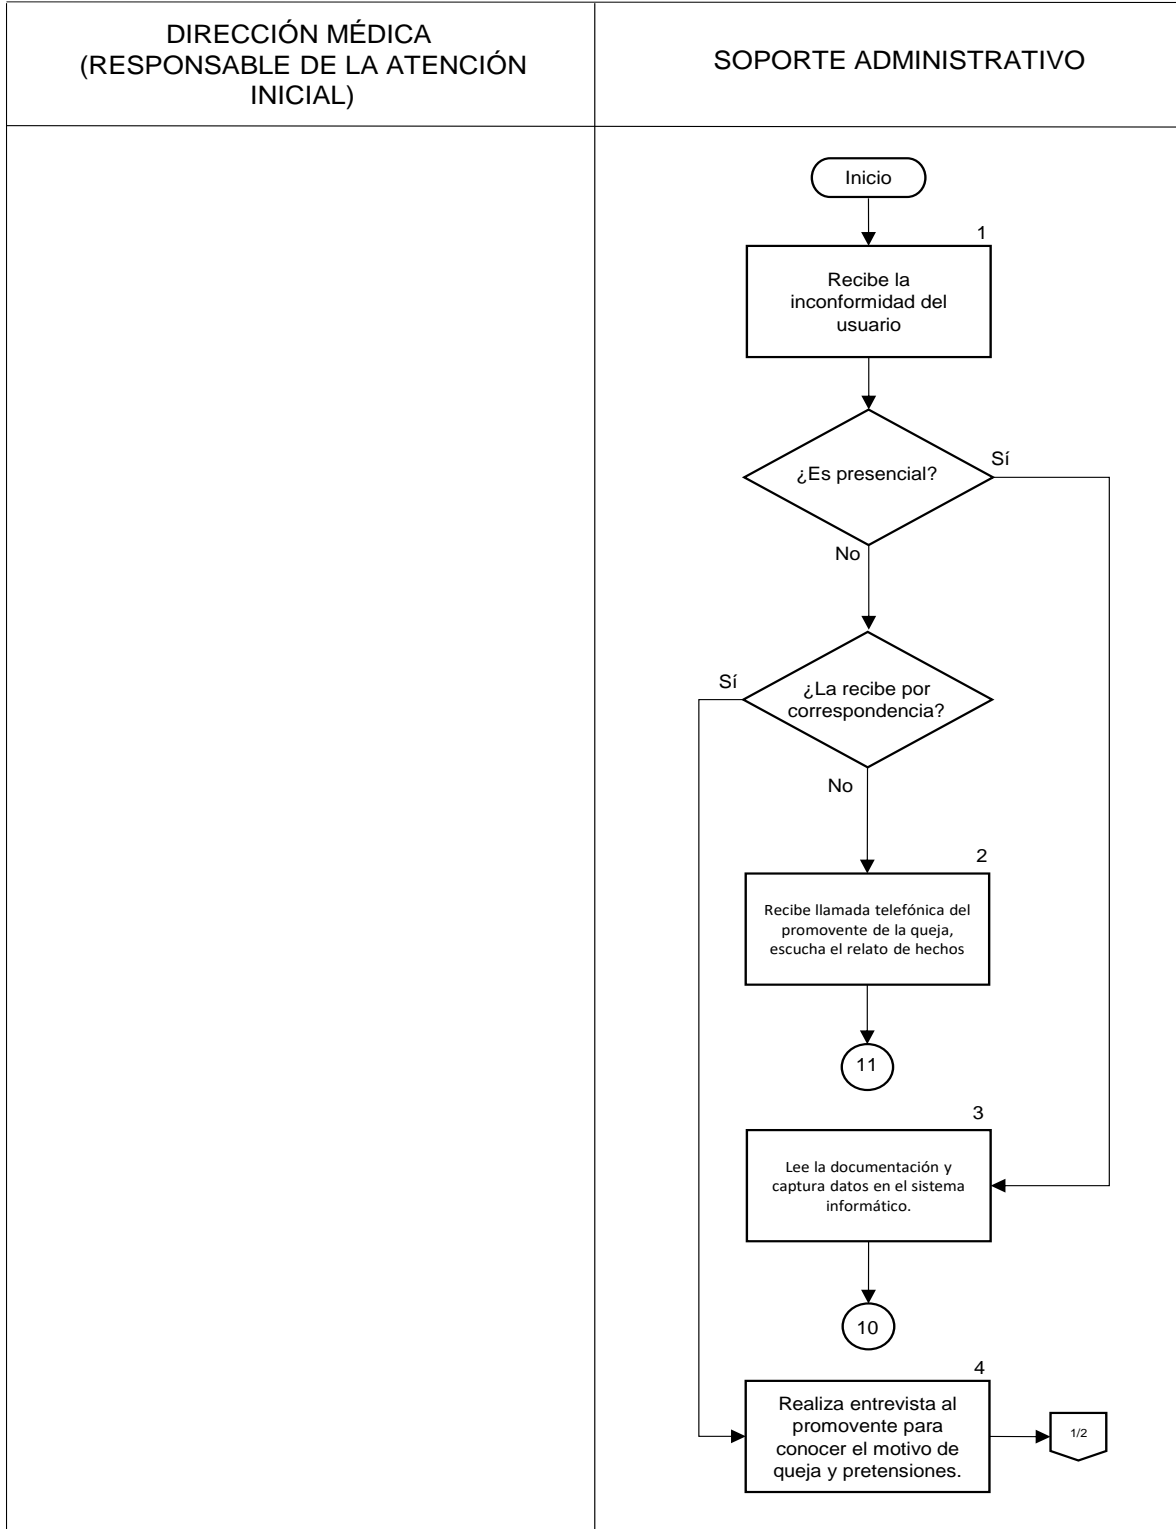 DIRECCIÓN MÉDICA
(RESPONSABLE DE LA ATENCIÓN
INICIAL)
SOPORTE ADMINISTRATIVO
Inicio
1
Recibe la
inconformidad del
usuario
¿Es presencial?
Sí
No
Sí
¿La recibe por
correspondencia?
No
2
Recibe llamada telefónica del
promovente de la queja,
escucha el relato de hechos
11
3
Lee la documentación y
captura datos en el sistema
informático.
10
4
Realiza entrevista al
promovente para
conocer el motivo de
queja y pretensiones.
1/2